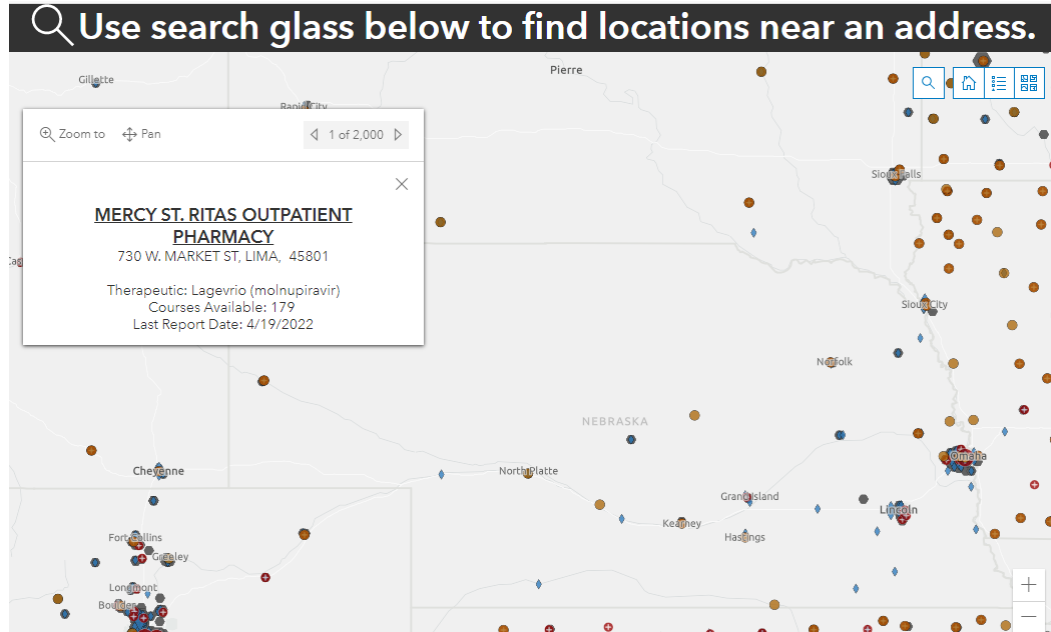 Use search glass below to find locations near an address.
Pierre
Gillette
Rapid City
Zoom to
Pan
1 of 2,000
Sioux Falls
MERCY ST. RITAS OUTPATIENT
PHARMACY
730 W. MARKET ST, LIMA, 45801
Therapeutic: Lagevrio (molnupiravir)
Courses Available: 179
Last Report Date: 4/19/2022
Sioux City
Norfolk
NEBRASKA
Omaha
Cheyenne
North Platte
Grand Island
Lincoln
Kearney
Hastings
Fort Collins
Greeley
Longmont
Boulder